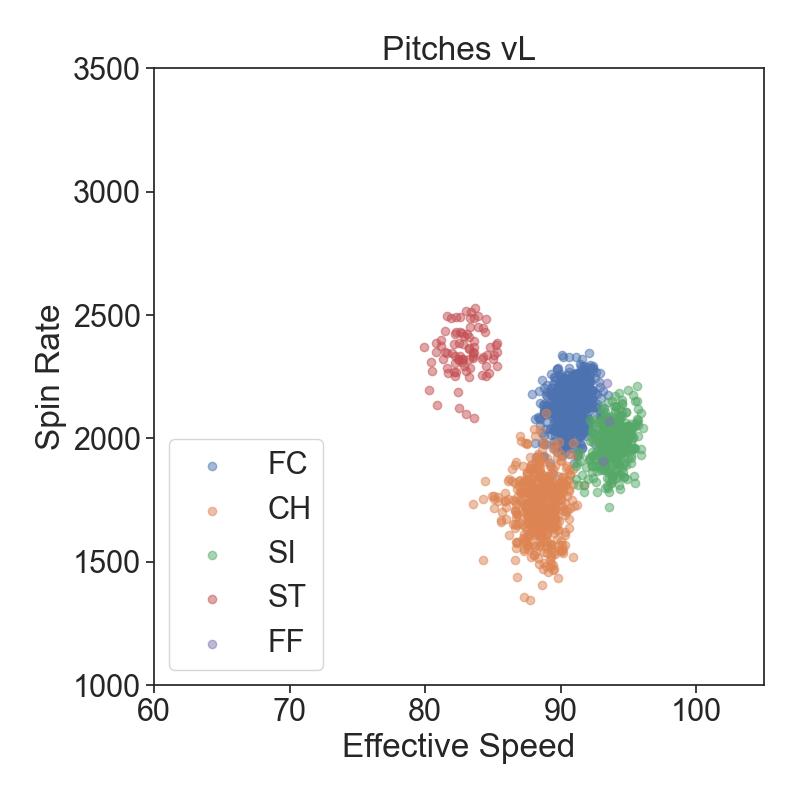 Pitches vL
3500
3000
2500
2000
1500
1000
Spin Rate
FC
CH
SI
ST
FF
60 70 80 90 100
Effective Speed